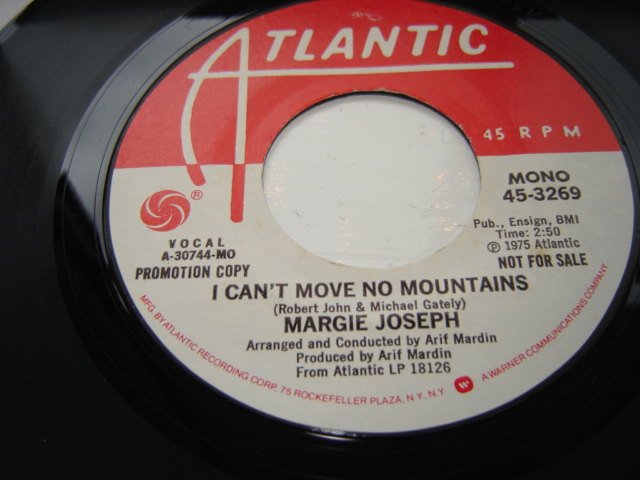 ATLANTIC
45 RPM
®
MONO
45-3269
Pub., Ensign, BMI
Time: 2:50
℗ 1975 Atlantic
NOT FOR SALE
VOCAL
A-30744-MO
PROMOTION COPY
I CAN'T MOVE NO MOUNTAINS
(Robert John & Michael Gately)
MARGIE JOSEPH
Arranged and Conducted by Arif Mardin
Produced by Arif Mardin
From Atlantic LP 18126
MFG. BY ATLANTIC RECORDING CORP., 75 ROCKEFELLER PLAZA, N.Y., N.Y. A WARNER COMMUNICATIONS COMPANY